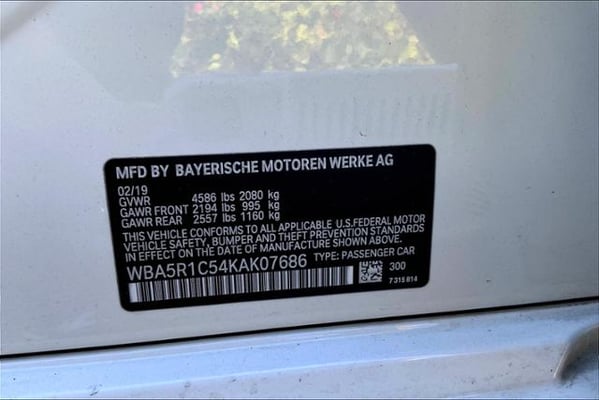 MFD BY BAYERISCHE MOTOREN WERKE AG
02/19
GVWR 4586 lbs 2080 kg
GAWR FRONT 2194 lbs 995 kg
GAWR REAR 2557 lbs 1160 kg
THIS VEHICLE CONFORMS TO ALL APPLICABLE U.S.FEDERAL MOTOR
VEHICLE SAFETY, BUMPER AND THEFT PREVENTION STANDARDS
IN EFFECT ON THE DATE OF MANUFACTURE SHOWN ABOVE.
WBA5R1C54KAK07686 TYPE: PASSENGER CAR
300
7 315 814